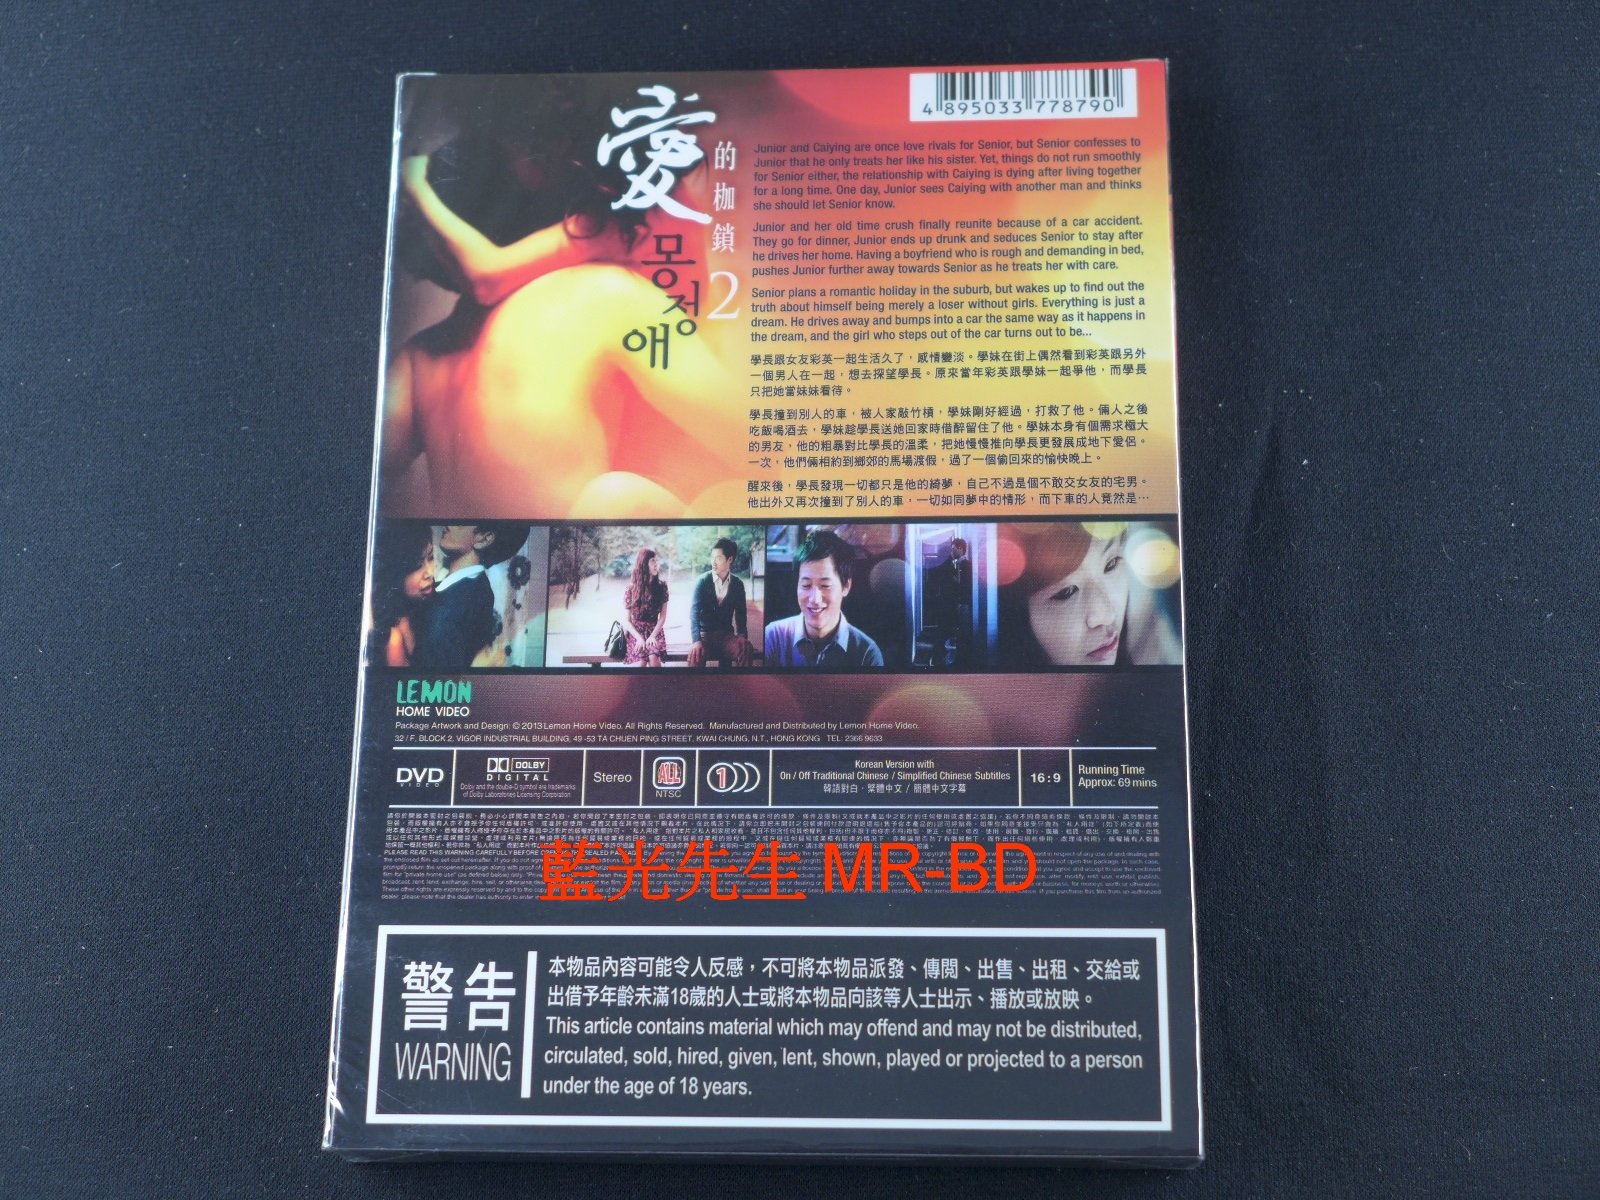 4 895033 778790
愛
的枷鎖
2
몽정애
Junior and Caiying are once love rivals for Senior, but Senior confesses to
Junior that he only treats her like his sister. Yet, things do not run smoothly
for Senior either, the relationship with Caiying is dying after living together
for a long time. One day, Junior sees Caiying with another man and thinks
she should let Senior know.
Junior and her old time crush finally reunite because of a car accident.
They go for dinner, Junior ends up drunk and seduces Senior to stay after
he drives her home. Having a boyfriend who is rough and demanding in bed,
pushes Junior further away towards Senior as he treats her with care.
Senior plans a romantic holiday in the suburb, but wakes up to find out the
truth about himself being merely a loser without girls. Everything is just a
dream. He drives away and bumps into a car the same way as it happens in
the dream, and the girl who steps out of the car turns out to be...
學長跟女友彩英一起生活久了，感情變淡。學妹在街上偶然看到彩英跟另外
一個男人在一起，想去探望學長。原來當年彩英跟學妹一起爭他，而學長
只把她當妹妹看待。
學長撞到別人的車，被人家敲竹槓，學妹剛好經過，打救了他。倆人之後
吃飯喝酒去，學妹趁學長送她回家時借醉留住了他。學妹本身有個需求極大
的男友，他的粗暴對比學長的溫柔，把她慢慢推向學長更發展成地下愛侶。
一次，他們倆相約到鄉郊的馬場渡假，過了一個偷回來的愉快晚上。
醒來後，學長發現一切都只是他的綺夢，自己不過是個不敢交女友的宅男。
他出外又再次撞到了別人的車，一切如同夢中的情形，而下車的人竟然是…
LEMON
HOME VIDEO
Package Artwork and Design: © 2013 Lemon Home Video. All Rights Reserved. Manufactured and Distributed by Lemon Home Video.
32 / F, BLOCK 2, VIGOR INDUSTRIAL BUILDING, 49 -53 TA CHUEN PING STREET, KWAI CHUNG, N.T., HONG KONG TEL: 2366 9633
DVD
VIDEO
DOLBY
DIGITAL
Dolby and the double-D symbol are trademarks
of Dolby Laboratories Licensing Corporation
Stereo
ALL
NTSC
1
Korean Version with
On / Off Traditional Chinese / Simplified Chinese Subtitles
韓語對白．繁體中文 / 簡體中文字幕
16 : 9
Running Time
Approx: 69 mins
藍光先生 MR-BD
警告
WARNING
本物品內容可能令人反感，不可將本物品派發、傳閱、出售、出租、交給或
出借予年齡未滿18歲的人士或將本物品向該等人士出示、播放或放映。
This article contains material which may offend and may not be distributed,
circulated, sold, hired, given, lent, shown, played or projected to a person
under the age of 18 years.